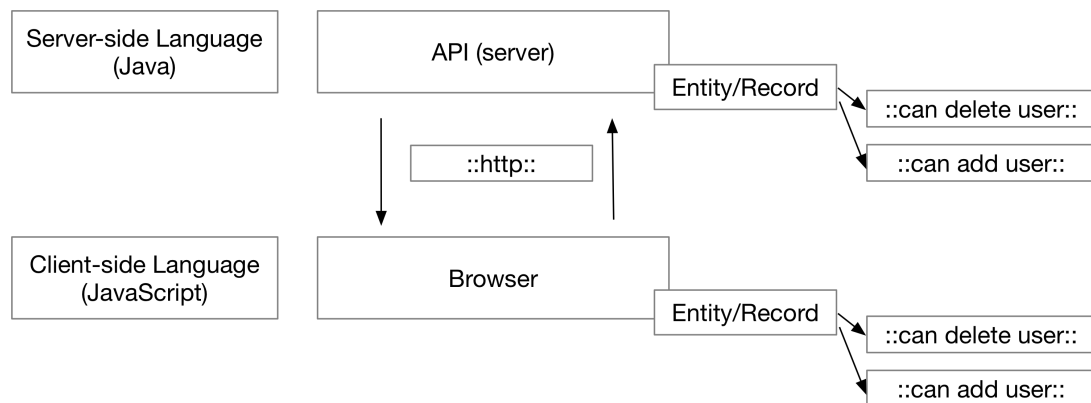 Server-side Language
(Java)
API (server)
Entity/Record
::can delete user::
::can add user::
::http::
Client-side Language
(JavaScript)
Browser
Entity/Record
::can delete user::
::can add user::